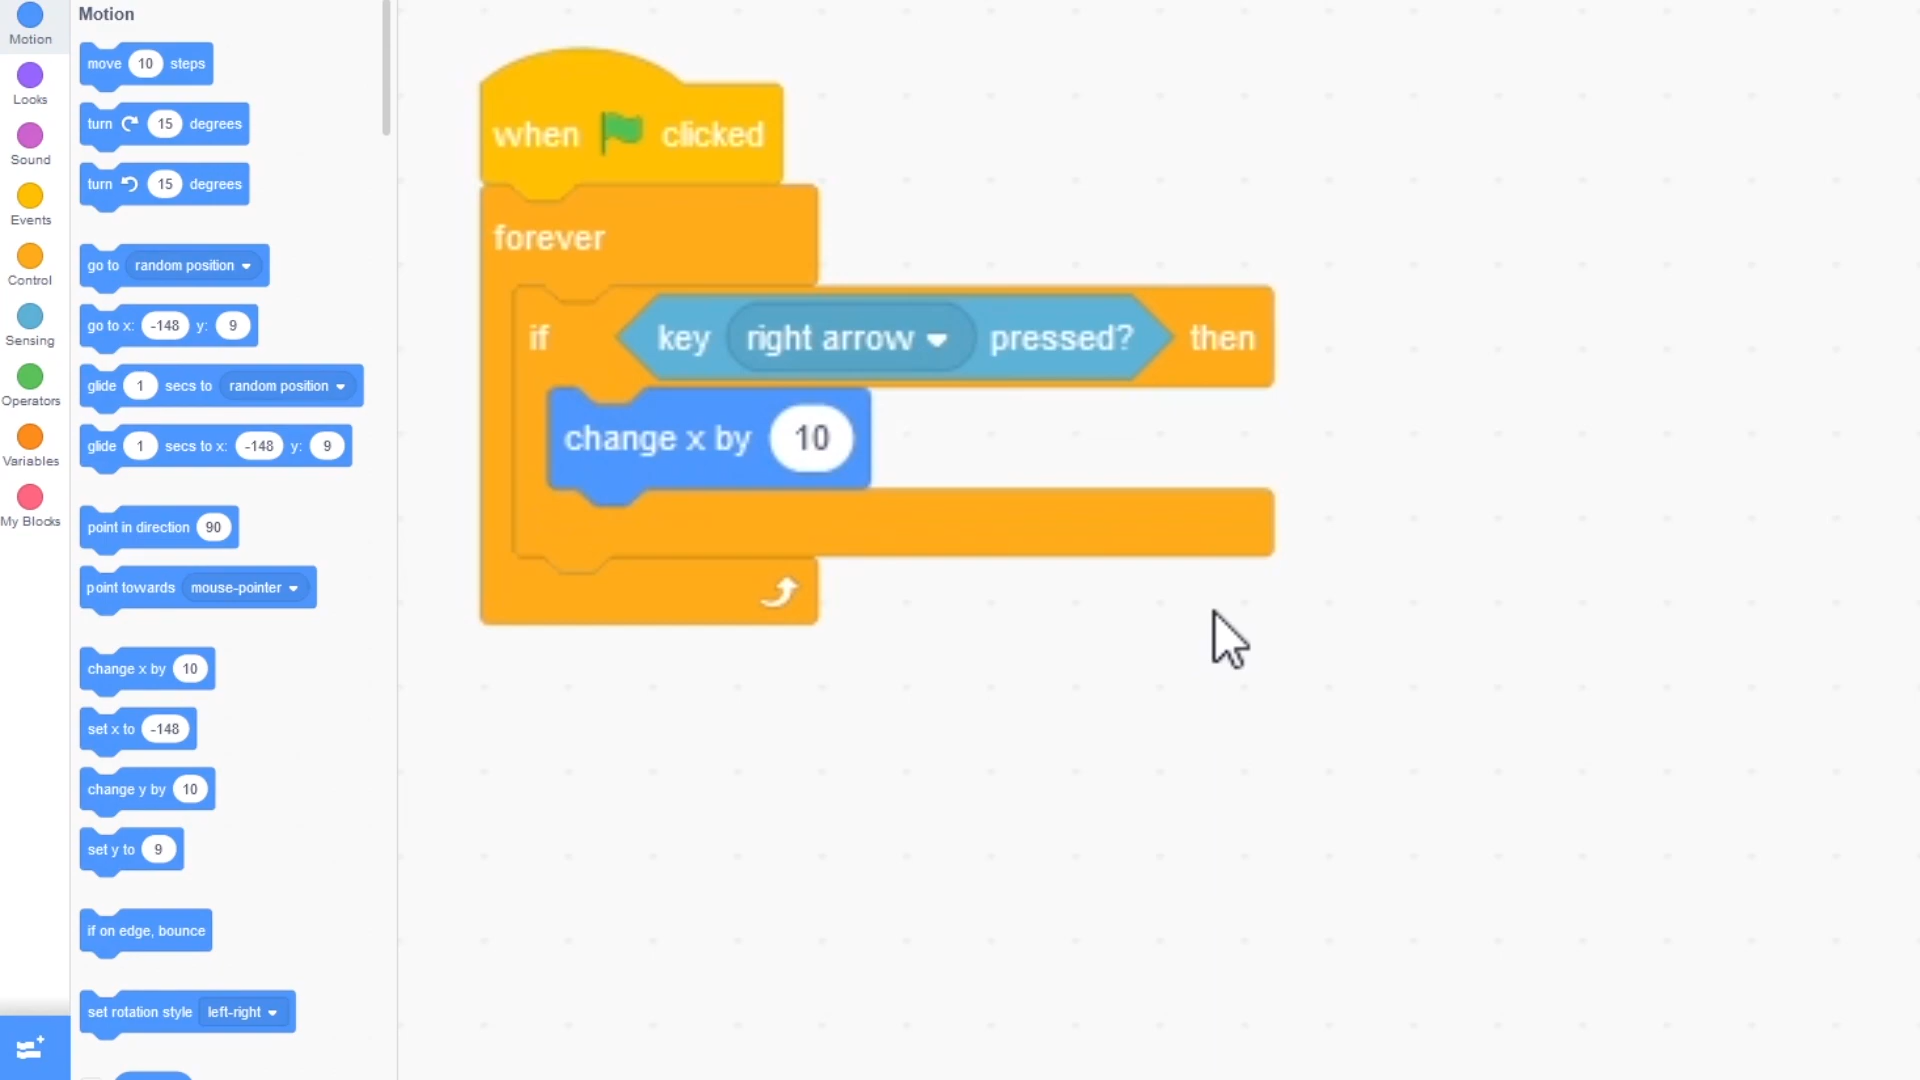 Motion
Looks
Sound
Events
Control
Sensing
Operators
Variables
My Blocks
Motion
move 10 steps
turn 15 degrees
turn 15 degrees
go to random position
go to x: -148 y: 9
glide 1 secs to random position
glide 1 secs to x: -148 y: 9
point in direction 90
point towards mouse-pointer
change x by 10
set x to -148
change y by 10
set y to 9
if on edge, bounce
set rotation style left-right
when clicked
forever
if key right arrow pressed? then
change x by 10